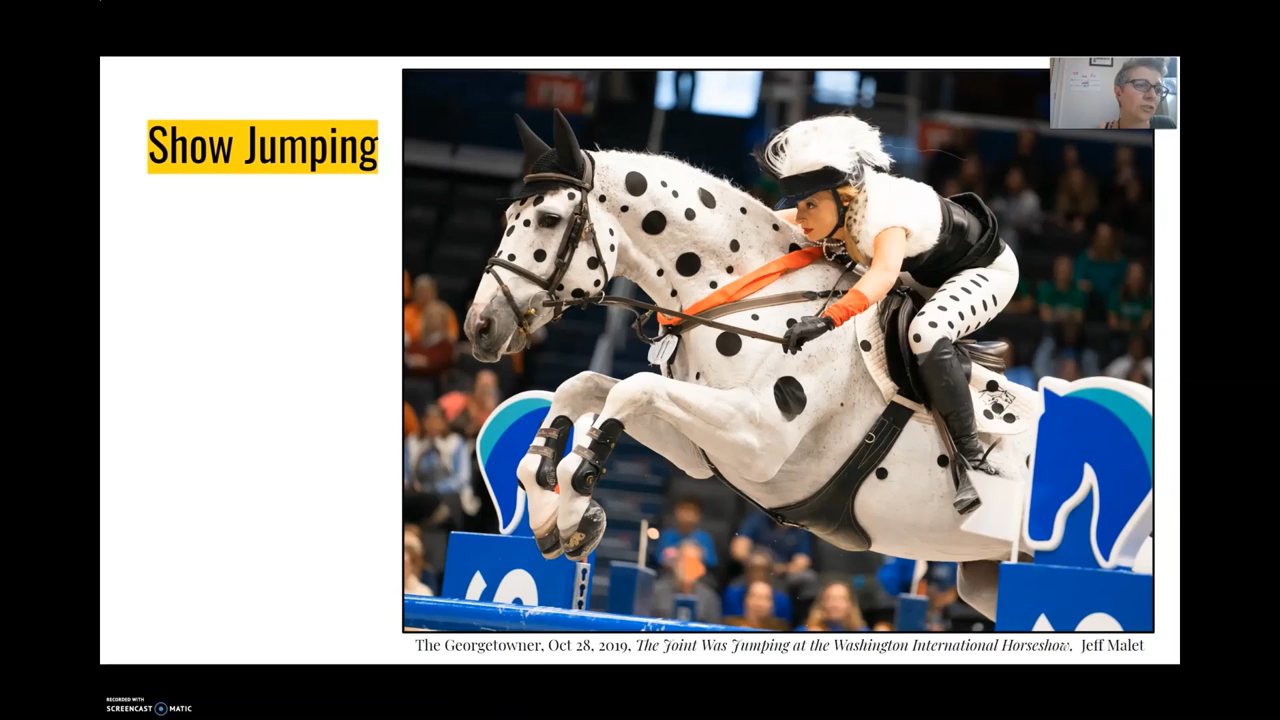 Show Jumping
The Georgetowner, Oct 28, 2019, The Joint Was Jumping at the Washington International Horseshow, Jeff Malet
RECORDED WITH
SCREENCAST MATIC